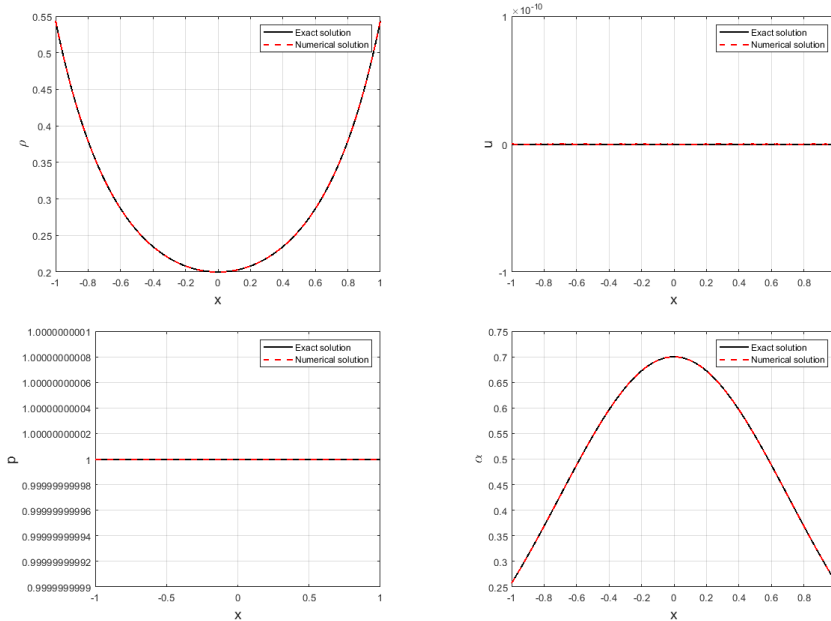 Exact solution
Numerical solution
0.55
0.5
0.45
0.4
0.35
0.3
0.25
0.2
ρ
-1 -0.8 -0.6 -0.4 -0.2 0 0.2 0.4 0.6 0.8 1
x
×10^-10
Exact solution
Numerical solution
1
0
-1
u
-1 -0.8 -0.6 -0.4 -0.2 0 0.2 0.4 0.6 0.8
x
Exact solution
Numerical solution
1.0000000001
1.00000000008
1.00000000006
1.00000000004
1.00000000002
1
0.99999999998
0.99999999996
0.99999999994
0.99999999992
0.9999999999
p
-1 -0.5 0 0.5 1
x
Exact solution
Numerical solution
0.75
0.7
0.65
0.6
0.55
0.5
0.45
0.4
0.35
0.3
0.25
α
-1 -0.8 -0.6 -0.4 -0.2 0 0.2 0.4 0.6 0.8
x